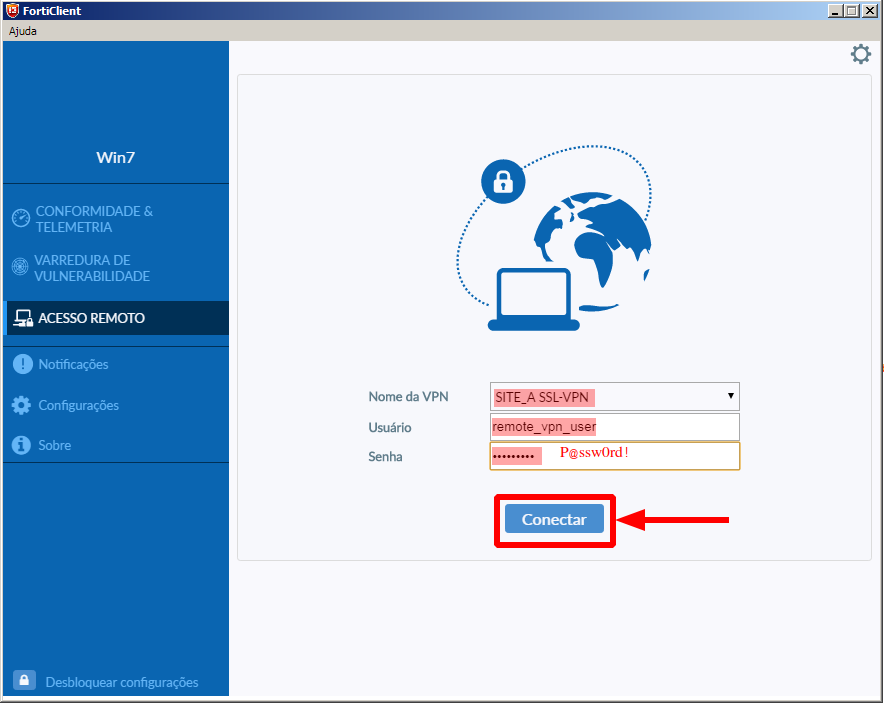 FortiClient
Ajuda
Win7
CONFORMIDADE &
TELEMETRIA
VARREDURA DE
VULNERABILIDADE
ACESSO REMOTO
Notificações
Configurações
Sobre
Desbloquear configurações
Nome da VPN
SITE_A SSL-VPN
Usuário
remote_vpn_user
Senha
••••••••• P@ssw0rd!
Conectar